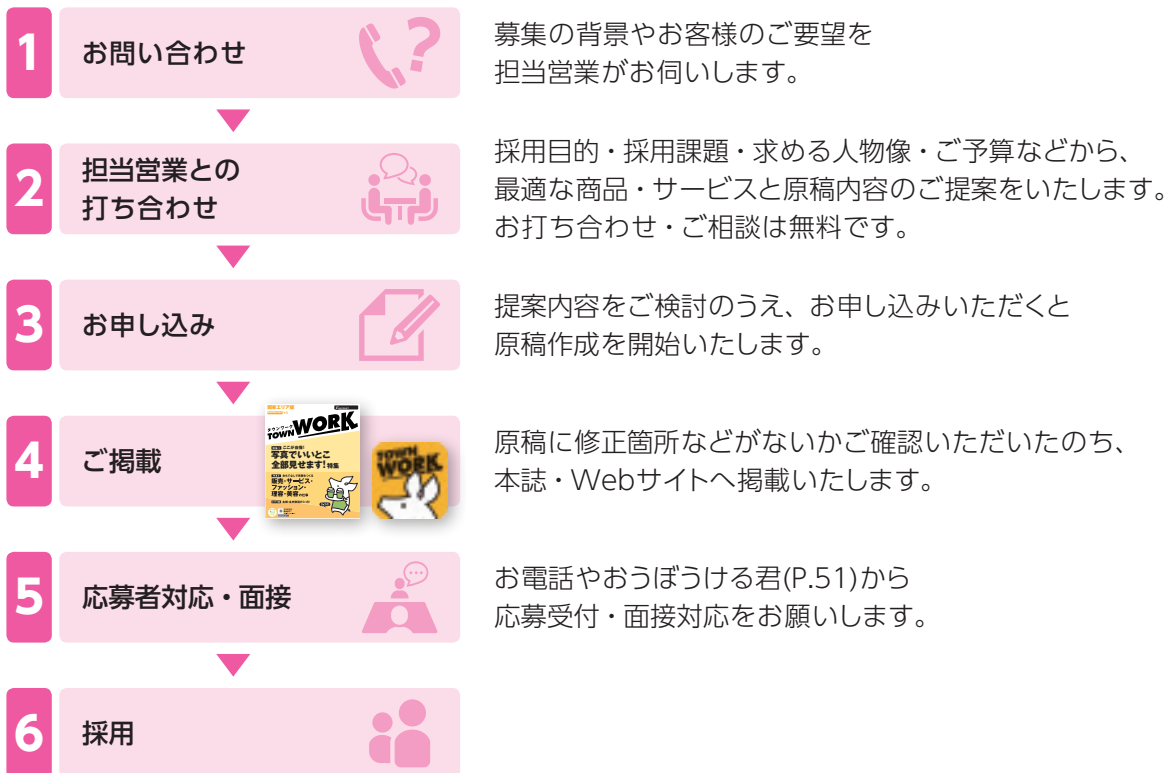 1
お問い合わせ
募集の背景やお客様のご要望を
担当営業がお伺いします。
2
担当営業との
打ち合わせ
採用目的・採用課題・求める人物像・ご予算などから、
最適な商品・サービスと原稿内容のご提案をいたします。
お打ち合わせ・ご相談は無料です。
3
お申し込み
提案内容をご検討のうえ、お申し込みいただくと
原稿作成を開始いたします。
4
ご掲載
タウンワーク
TOWN WORK
ここが自慢!
写真でいいとこ
全部見せます!特集
販売・サービス・
ファッション・
理容・美容
TOWN
WORK
原稿に修正箇所などがないかご確認いただいたのち、
本誌・Webサイトへ掲載いたします。
5
応募者対応・面接
お電話やおうぼうける君(P.51)から
応募受付・面接対応をお願いします。
6
採用